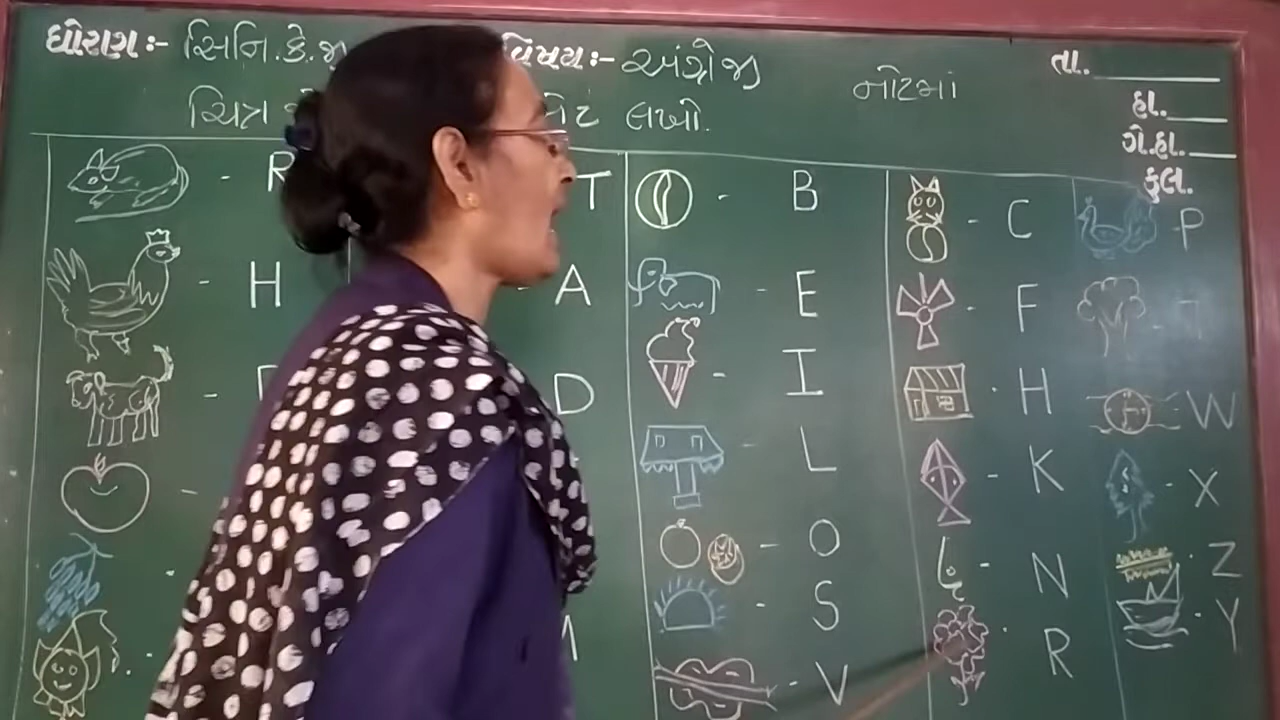 ધોરણ:- સિનિ.કે.જી વિષય:- અંગ્રેજી નોટમાં તા.
ચિત્ર લખો. હા.
ગે.હા.
કુલ.
- R T - B - C - P
- H - A - E - F
- D - I - H - W
- - L - K - X
- O - N - Z
- S - R - Y
- V